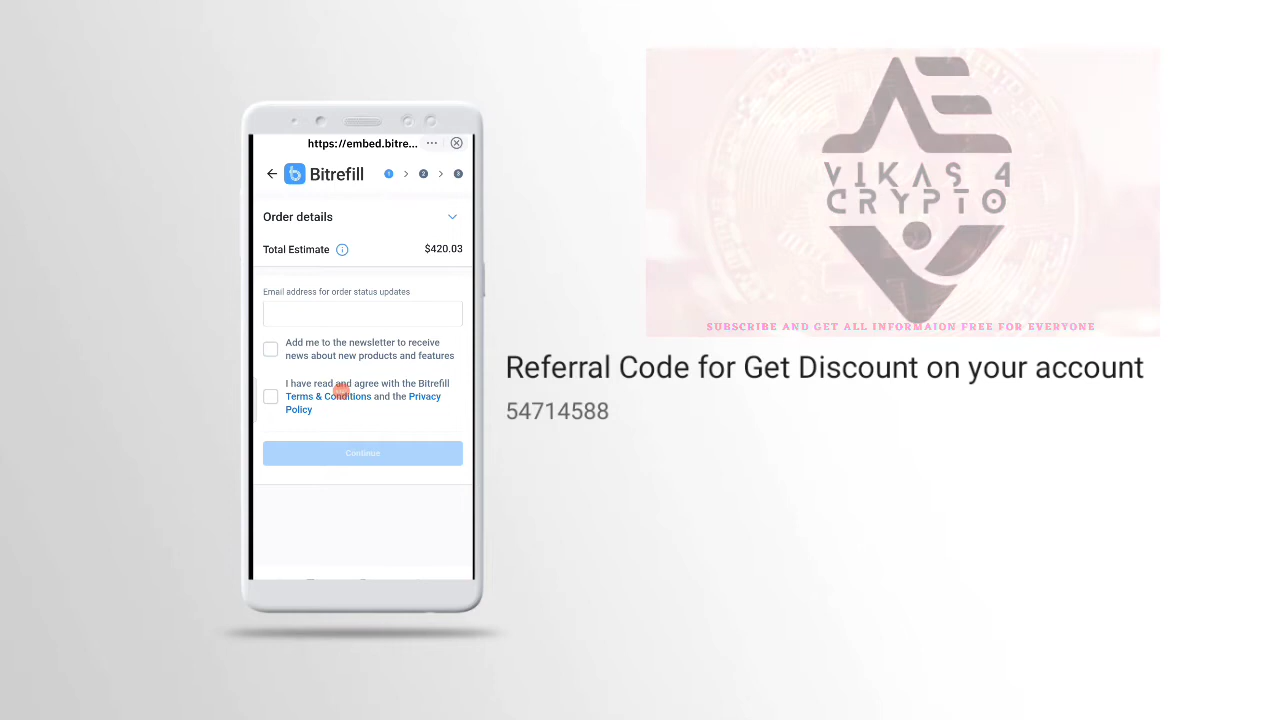 https://embed.bitre...
Bitrefill
1
2
3
Order details
Total Estimate
$420.03
Email address for order status updates
Add me to the newsletter to receive
news about new products and features
I have read and agree with the Bitrefill
Terms & Conditions and the Privacy
Policy
Continue
VIKAS 4
CRYPTO
SUBSCRIBE AND GET ALL INFORMAION FREE FOR EVERYONE
Referral Code for Get Discount on your account
54714588